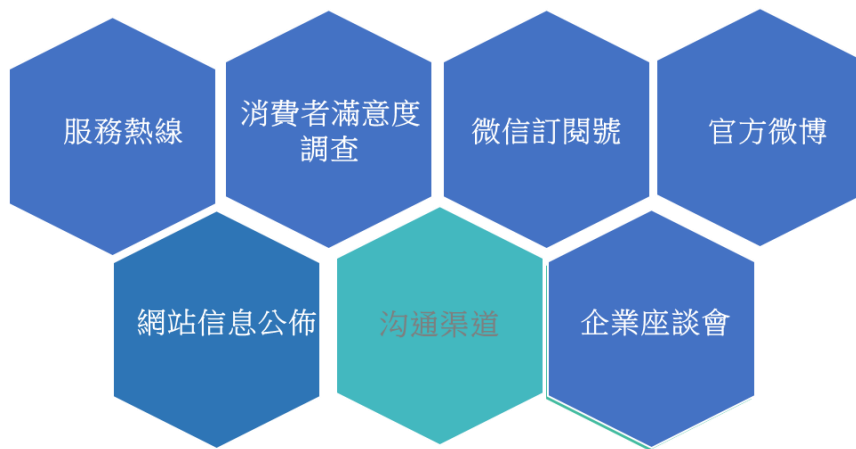 服務熱線
消費者滿意度
調查
微信訂閱號
官方微博
網站信息公佈
沟通渠道
企業座談會